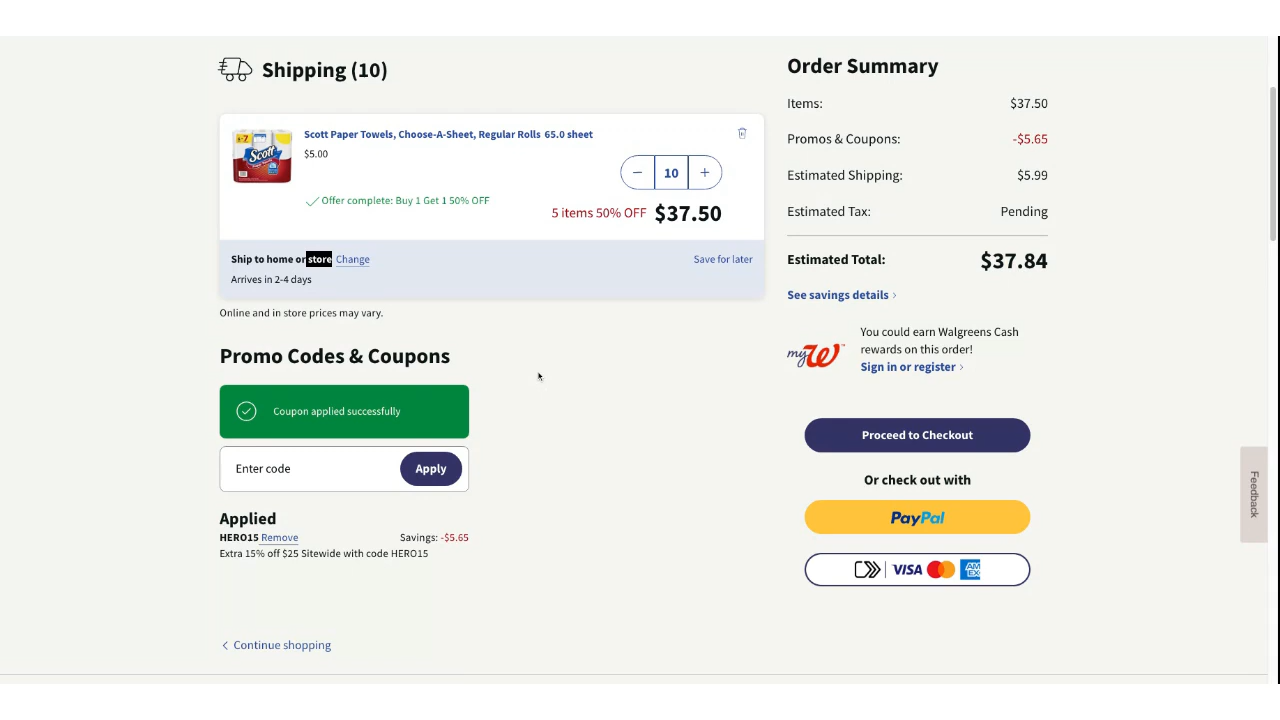 Shipping (10)
Scott Paper Towels, Choose-A-Sheet, Regular Rolls 65.0 sheet
$5.00
Scott
− 10 +
Offer complete: Buy 1 Get 1 50% OFF
5 items 50% OFF $37.50
Ship to home or store Change
Save for later
Arrives in 2-4 days
Online and in store prices may vary.
Promo Codes & Coupons
Coupon applied successfully
Enter code
Apply
Applied
HERO15 Remove
Savings: -$5.65
Extra 15% off $25 Sitewide with code HERO15
Continue shopping
Order Summary
Items: $37.50
Promos & Coupons: -$5.65
Estimated Shipping: $5.99
Estimated Tax: Pending
Estimated Total: $37.84
See savings details
myW
You could earn Walgreens Cash
rewards on this order!
Sign in or register
Proceed to Checkout
Or check out with
PayPal
VISA AM EX
Feedback